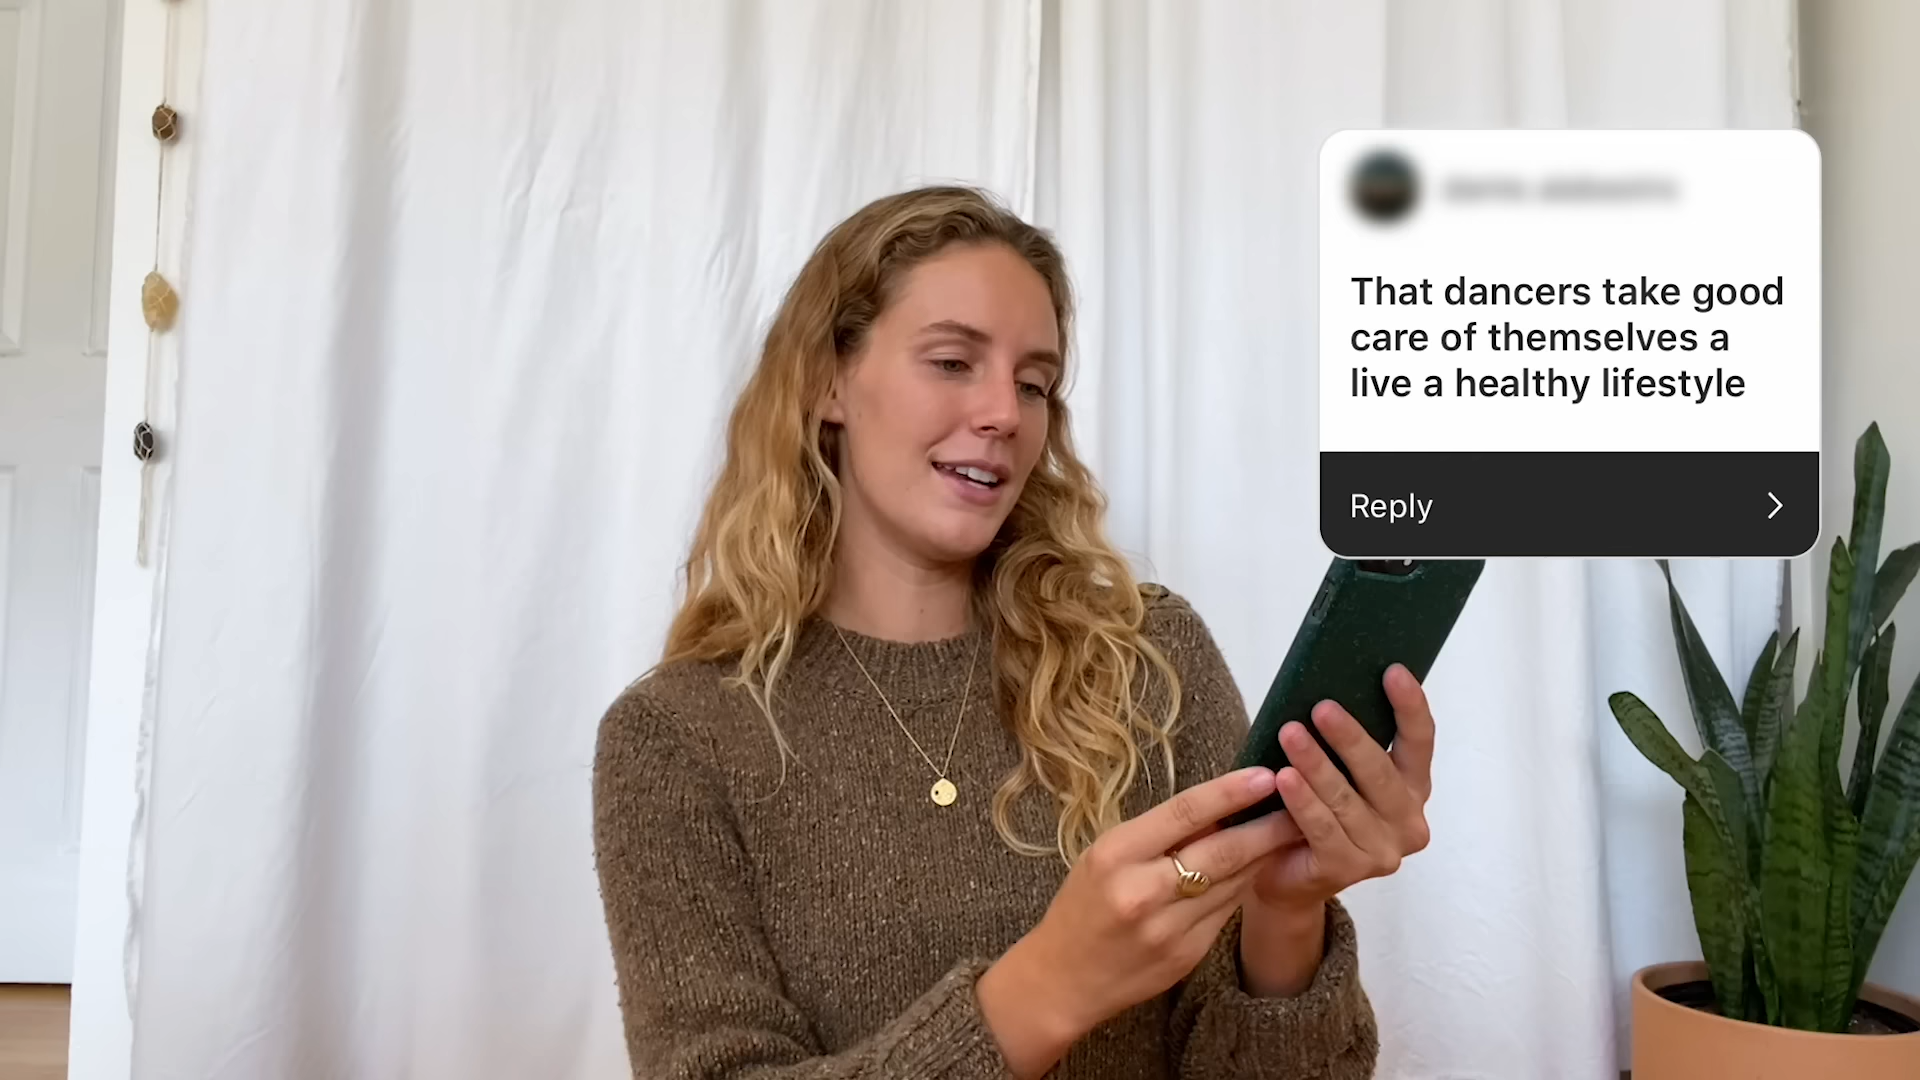 That dancers take good
care of themselves a
live a healthy lifestyle
Reply